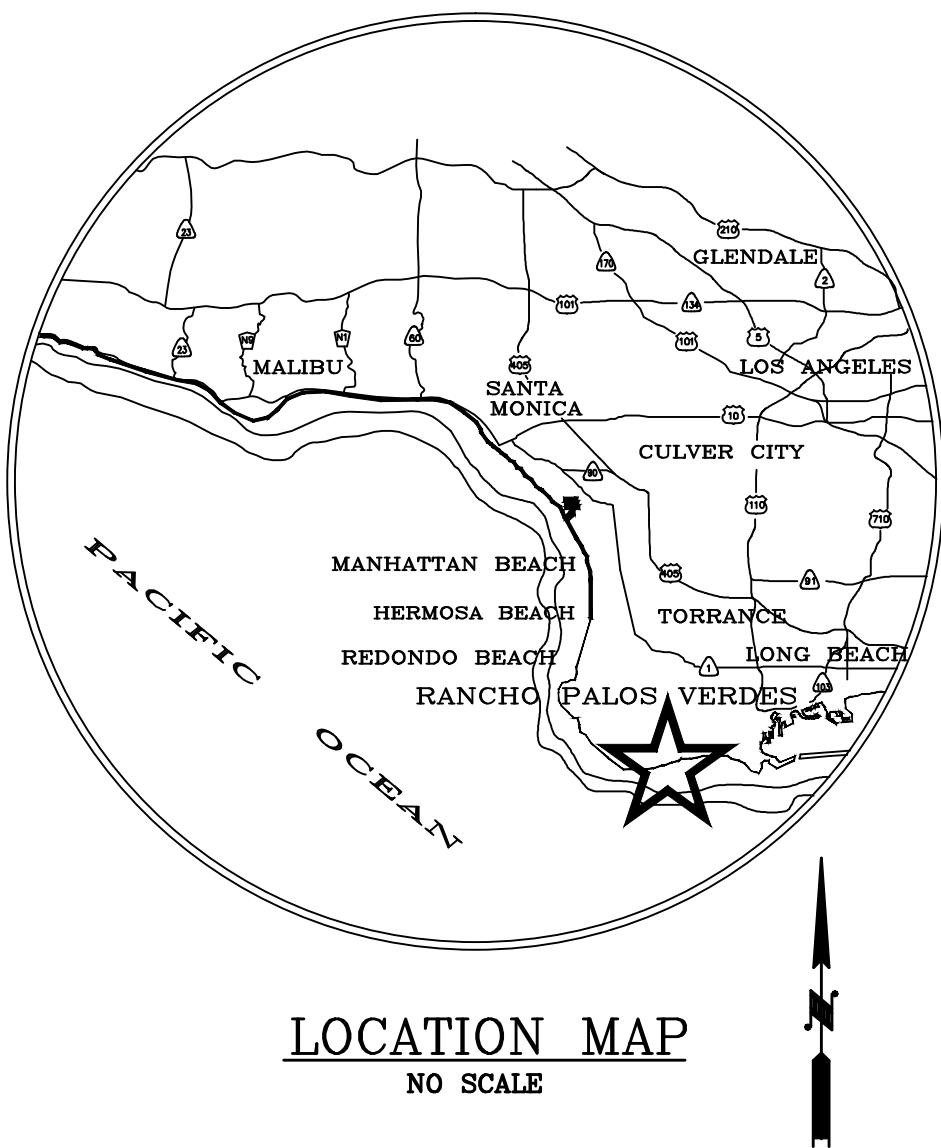 23
210
GLENDALE
170
2
101
134
N9
N1
60
101
5
23
MALIBU
405
LOS ANGELES
SANTA
MONICA
10
CULVER CITY
90
110
710
PACIFIC
OCEAN
MANHATTAN BEACH
405
91
HERMOSA BEACH
TORRANCE
REDONDO BEACH
LONG BEACH
1
103
RANCHO PALOS VERDES
LOCATION MAP
NO SCALE
N